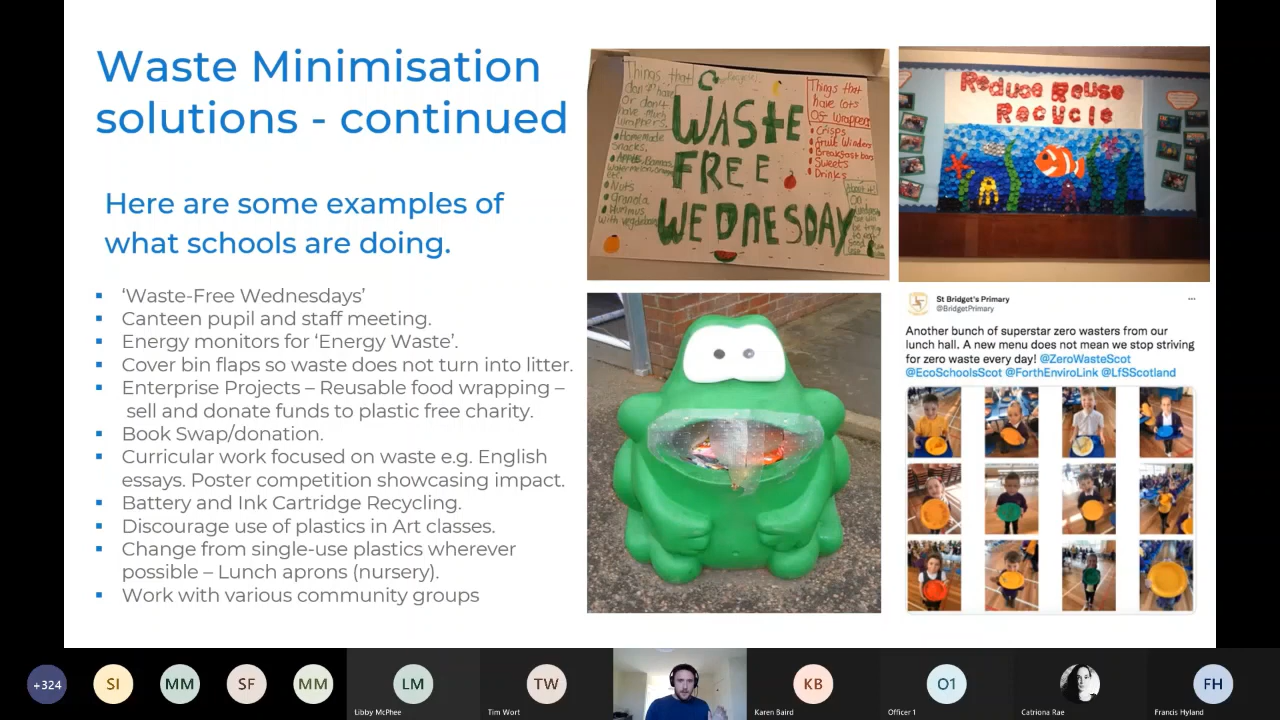 Waste Minimisation
solutions - continued
Here are some examples of
what schools are doing.
▪ ‘Waste-Free Wednesdays’
▪ Canteen pupil and staff meeting.
▪ Energy monitors for ‘Energy Waste’.
▪ Cover bin flaps so waste does not turn into litter.
▪ Enterprise Projects – Reusable food wrapping –
sell and donate funds to plastic free charity.
▪ Book Swap/donation.
▪ Curricular work focused on waste e.g. English
essays. Poster competition showcasing impact.
▪ Battery and Ink Cartridge Recycling.
▪ Discourage use of plastics in Art classes.
▪ Change from single-use plastics wherever
possible – Lunch aprons (nursery).
▪ Work with various community groups
Things that
don't have
or don't
have much
wrappers
• Homemade
snacks,
• Nuts
• granola
• Hummus
with vegetables
WASTE
FREE
WEDNESDAY
Things that
have lots
OF wrappers
• Crisps
• Fruit Winders
• Breakfast bars
• Sweets
• Drinks
Reduce Reuse
Recycle
St Bridget's Primary
@BridgetPrimary
Another bunch of superstar zero wasters from our
lunch hall. A new menu does not mean we stop striving
for zero waste every day! @ZeroWasteScot
@EcoSchoolsScot @ForthEnviroLink @LfSScotland
+324
SI
MM
SF
MM
LM
Libby McPhee
TW
Tim Wort
KB
Karen Baird
O1
Officer 1
Catriona Rae
FH
Francis Hyland